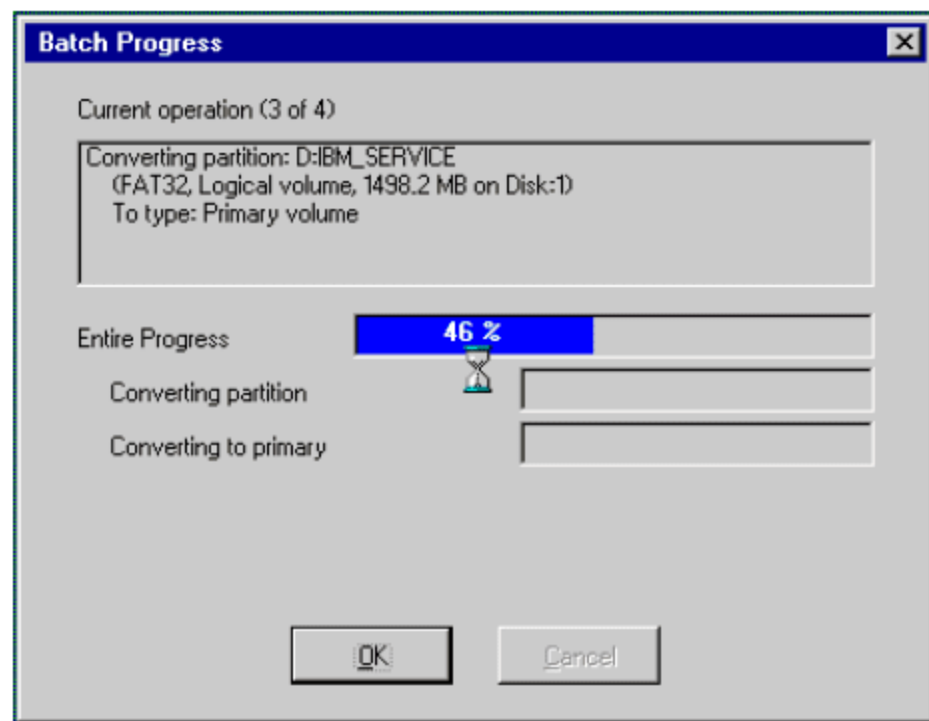 Batch Progress
Current operation (3 of 4)
Converting partition: D:IBM_SERVICE
(FAT32, Logical volume, 1498.2 MB on Disk:1)
To type: Primary volume
Entire Progress
46 %
Converting partition
Converting to primary
OK
Cancel